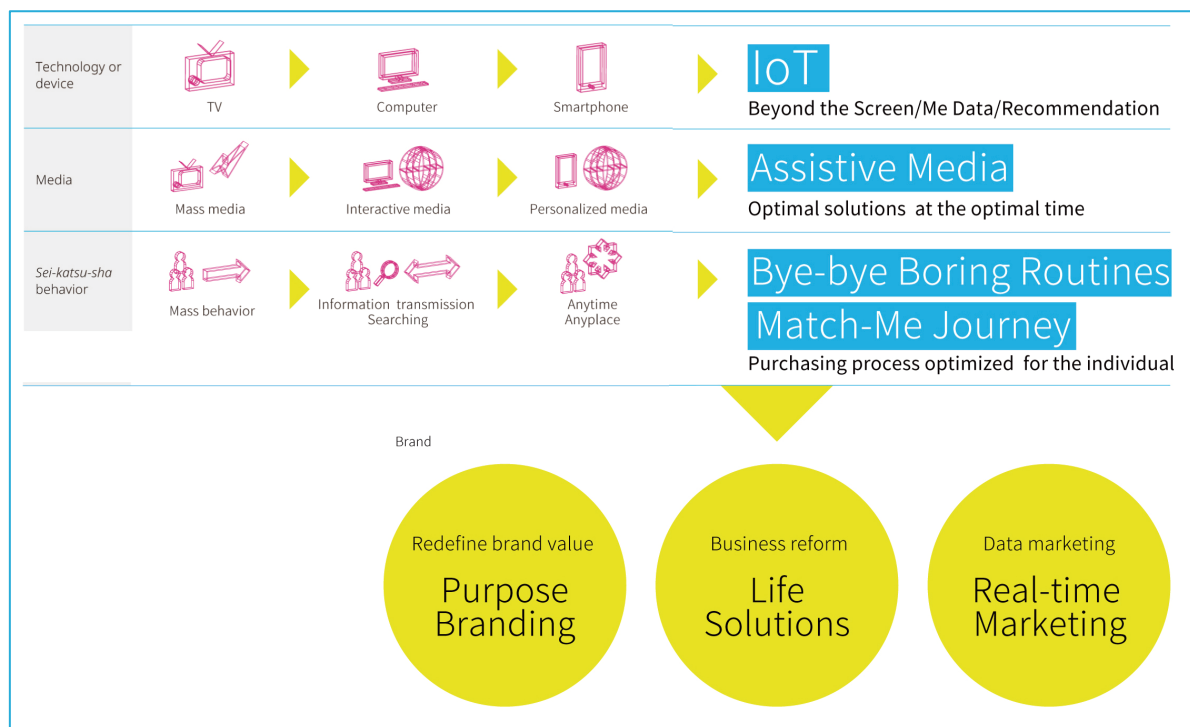 Technology or
device
TV
Computer
Smartphone
IoT
Beyond the Screen/Me Data/Recommendation
Media
Mass media
Interactive media
Personalized media
Assistive Media
Optimal solutions at the optimal time
Sei-katsu-sha
behavior
Mass behavior
Information transmission
Searching
Anytime
Anyplace
Bye-bye Boring Routines
Match-Me Journey
Purchasing process optimized for the individual
Brand
Redefine brand value
Purpose
Branding
Business reform
Life
Solutions
Data marketing
Real-time
Marketing